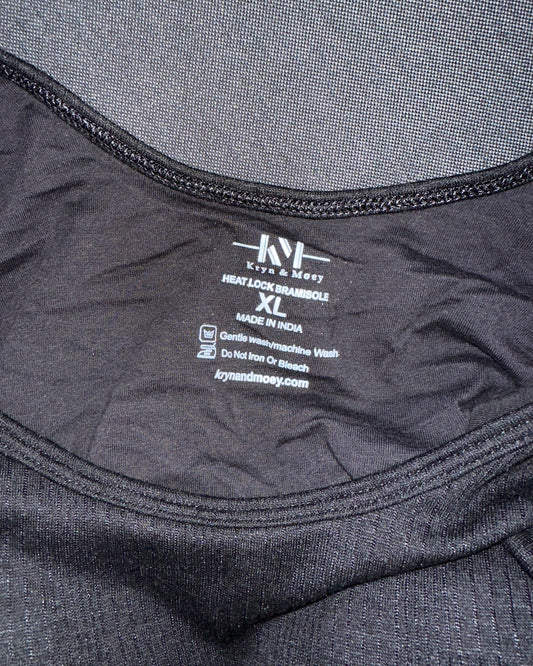 KM
Kryn & Moey
HEAT.LOCK BRAMISOLE
XL
MADE IN INDIA
Gentle wash/machine Wash
Do Not Iron Or Bleach
krynandmoey.com